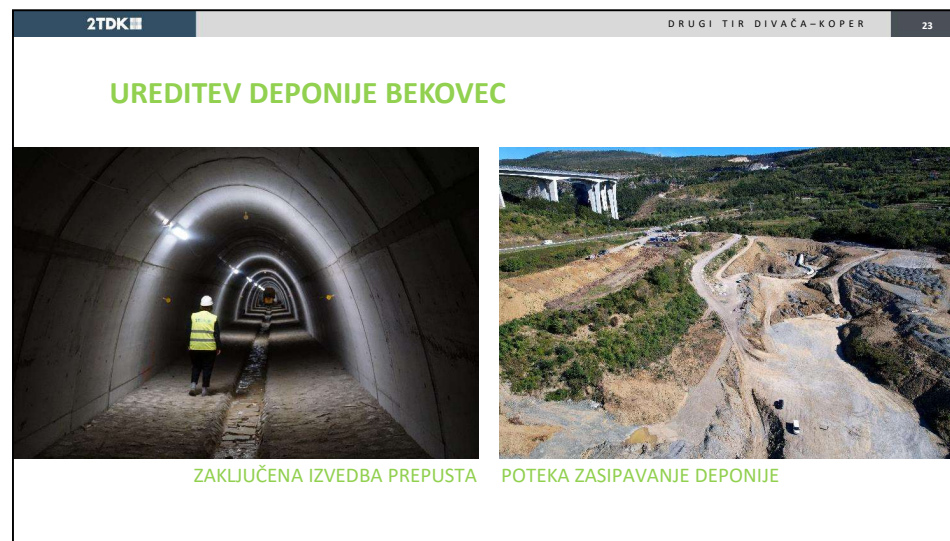 2TDK
DRUGI TIR DIVAČA–KOPER
23
UREDITEV DEPONIJE BEKOVEC
ZAKLJUČENA IZVEDBA PREPUSTA
POTEKA ZASIPAVANJE DEPONIJE